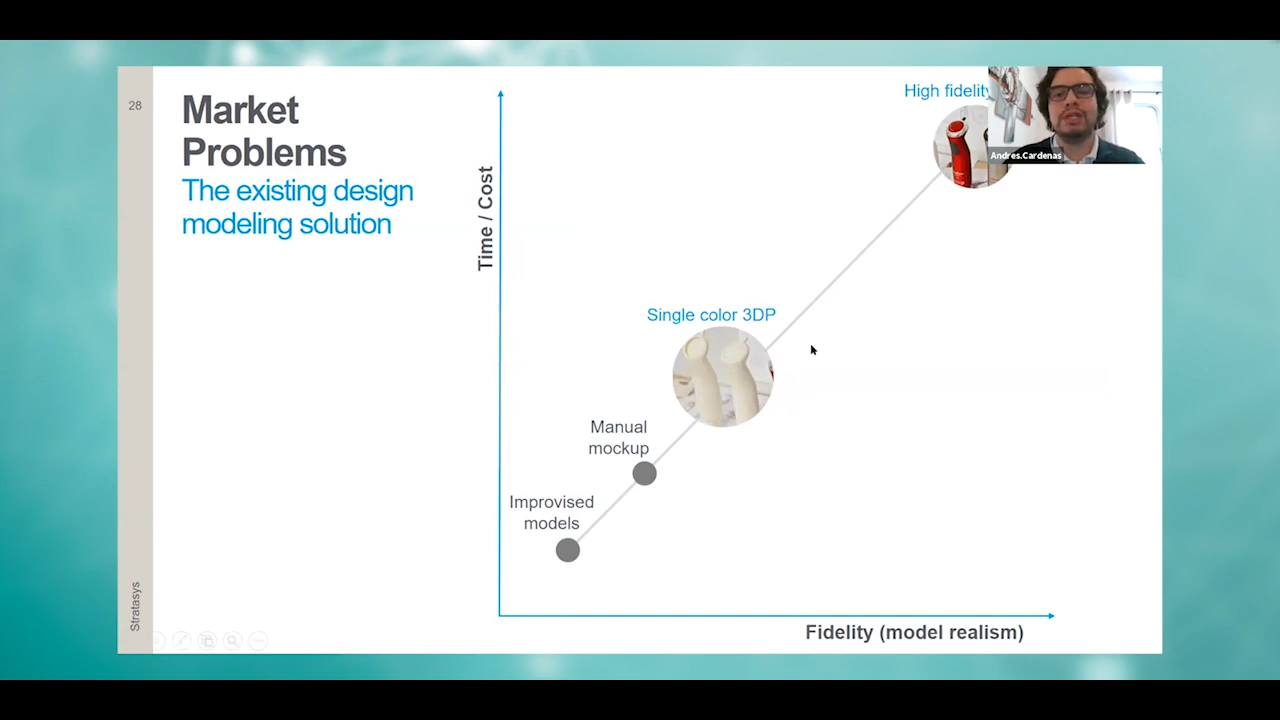 28
Market
Problems
The existing design
modeling solution
Time / Cost
High fidelity
Andres.Cardenas
Single color 3DP
Manual
mockup
Improvised
models
Fidelity (model realism)
Stratasys